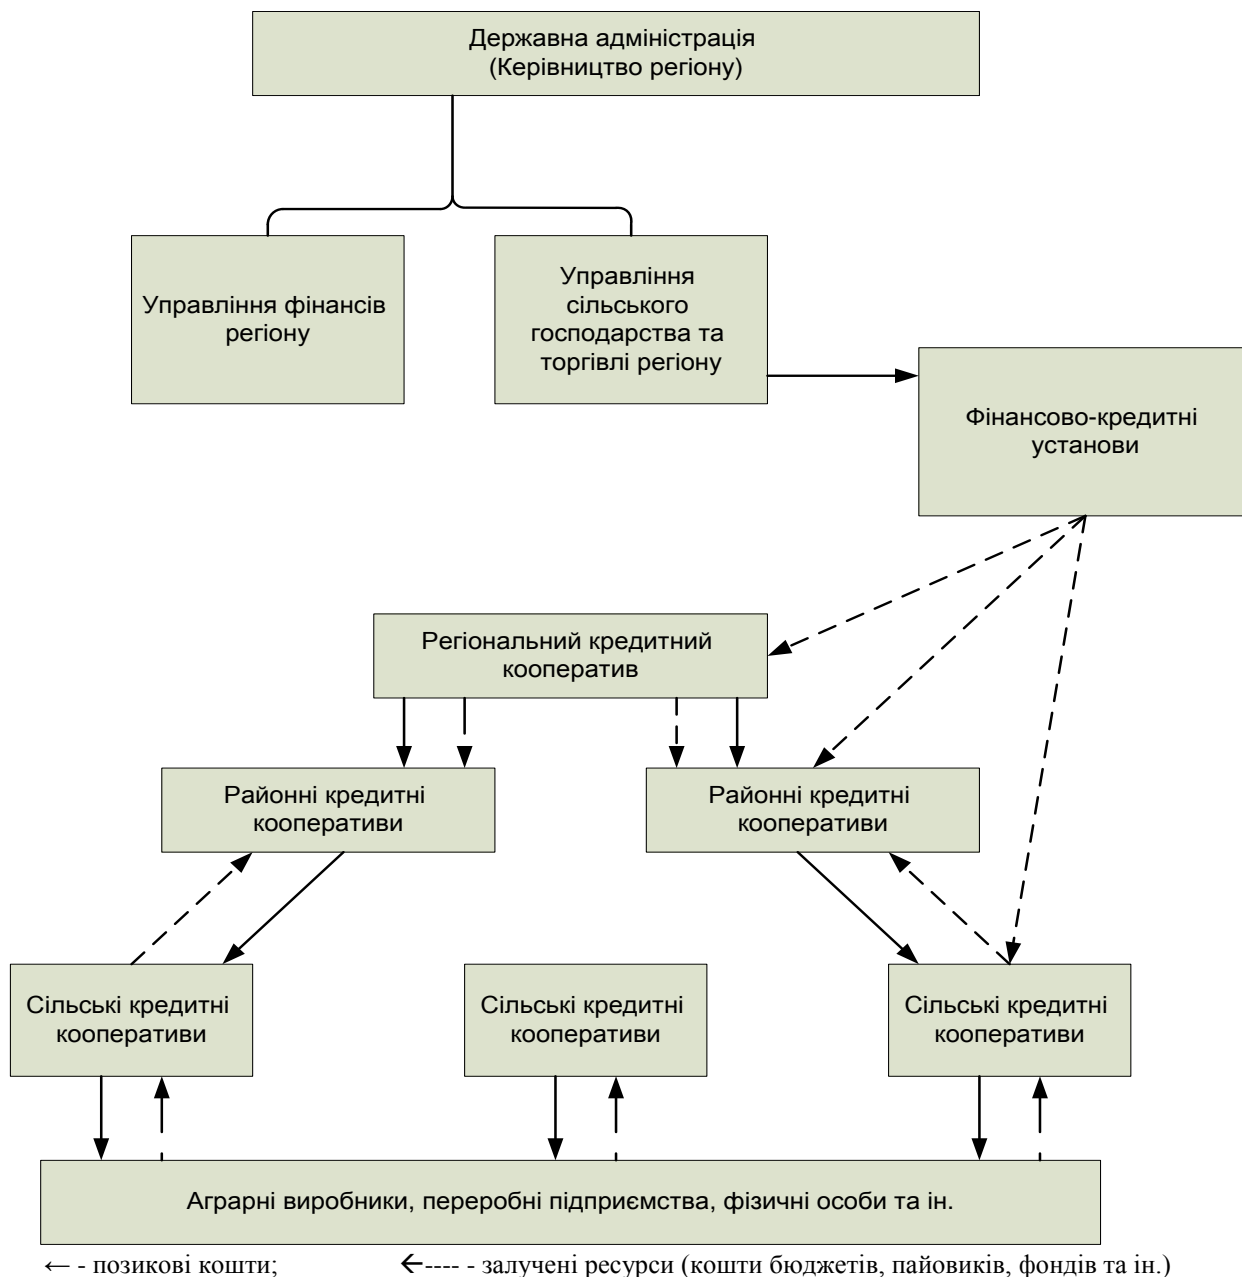 Державна адміністрація
(Керівництво регіону)
Управління фінансів
регіону
Управління
сільського
господарства та
торгівлі регіону
Фінансово-кредитні
установи
Регіональний кредитний
кооператив
Районні кредитні
кооперативи
Районні кредитні
кооперативи
Сільські кредитні
кооперативи
Сільські кредитні
кооперативи
Сільські кредитні
кооперативи
Аграрні виробники, переробні підприємства, фізичні особи та ін.
← - позикові кошти; ←---- - залучені ресурси (кошти бюджетів, пайовиків, фондів та ін.)